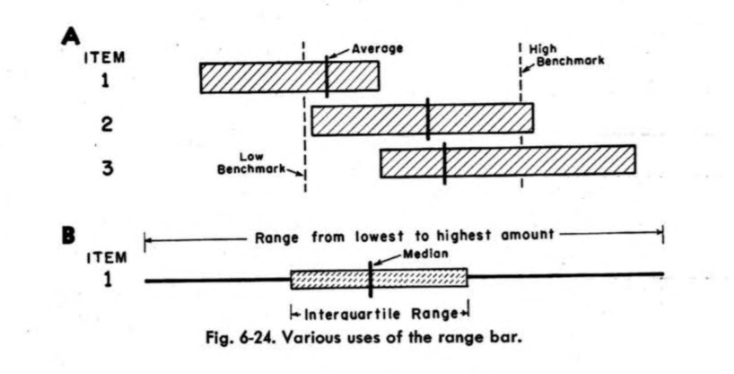 A
ITEM
Average
High
Benchmark
1
2
Low
Benchmark
3
B
Range from lowest to highest amount
ITEM
Median
1
Interquartile Range
Fig. 6-24. Various uses of the range bar.